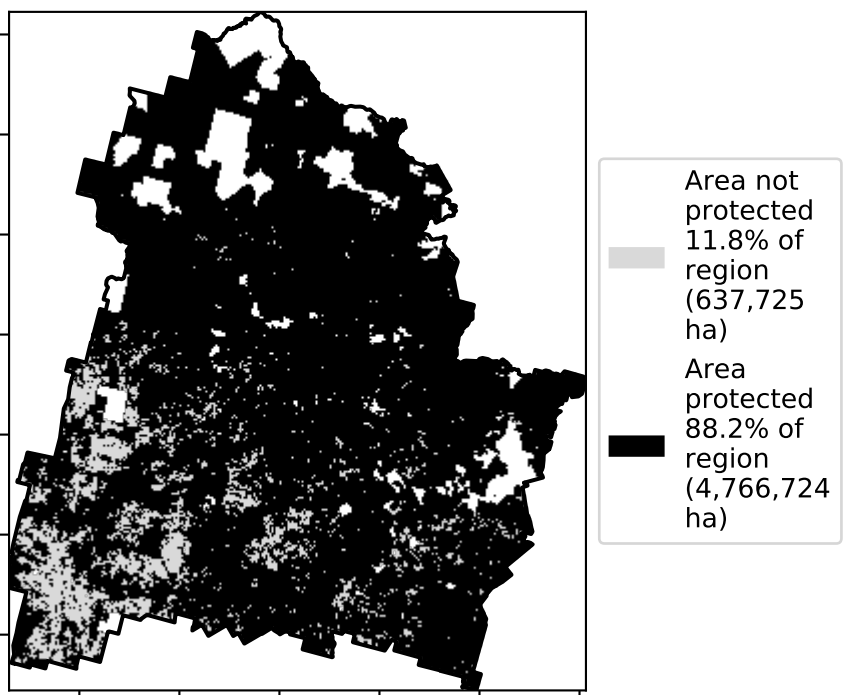 Area not
protected
11.8% of
region
(637,725
ha)
Area
protected
88.2% of
region
(4,766,724
ha)